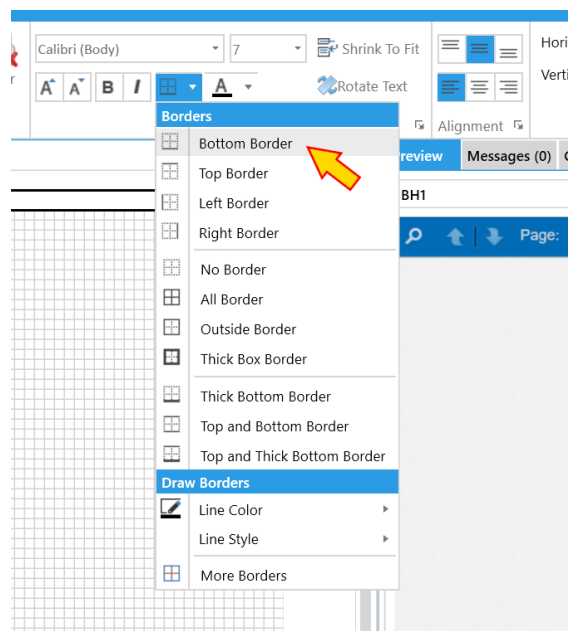 Calibri (Body) 7 Shrink To Fit Hori
r A A B I A Rotate Text Verti
Alignment
Borders
Bottom Border
Top Border
Left Border
Right Border
No Border
All Border
Outside Border
Thick Box Border
Thick Bottom Border
Top and Bottom Border
Top and Thick Bottom Border
Draw Borders
Line Color
Line Style
More Borders
review Messages (0)
BH1
Page: